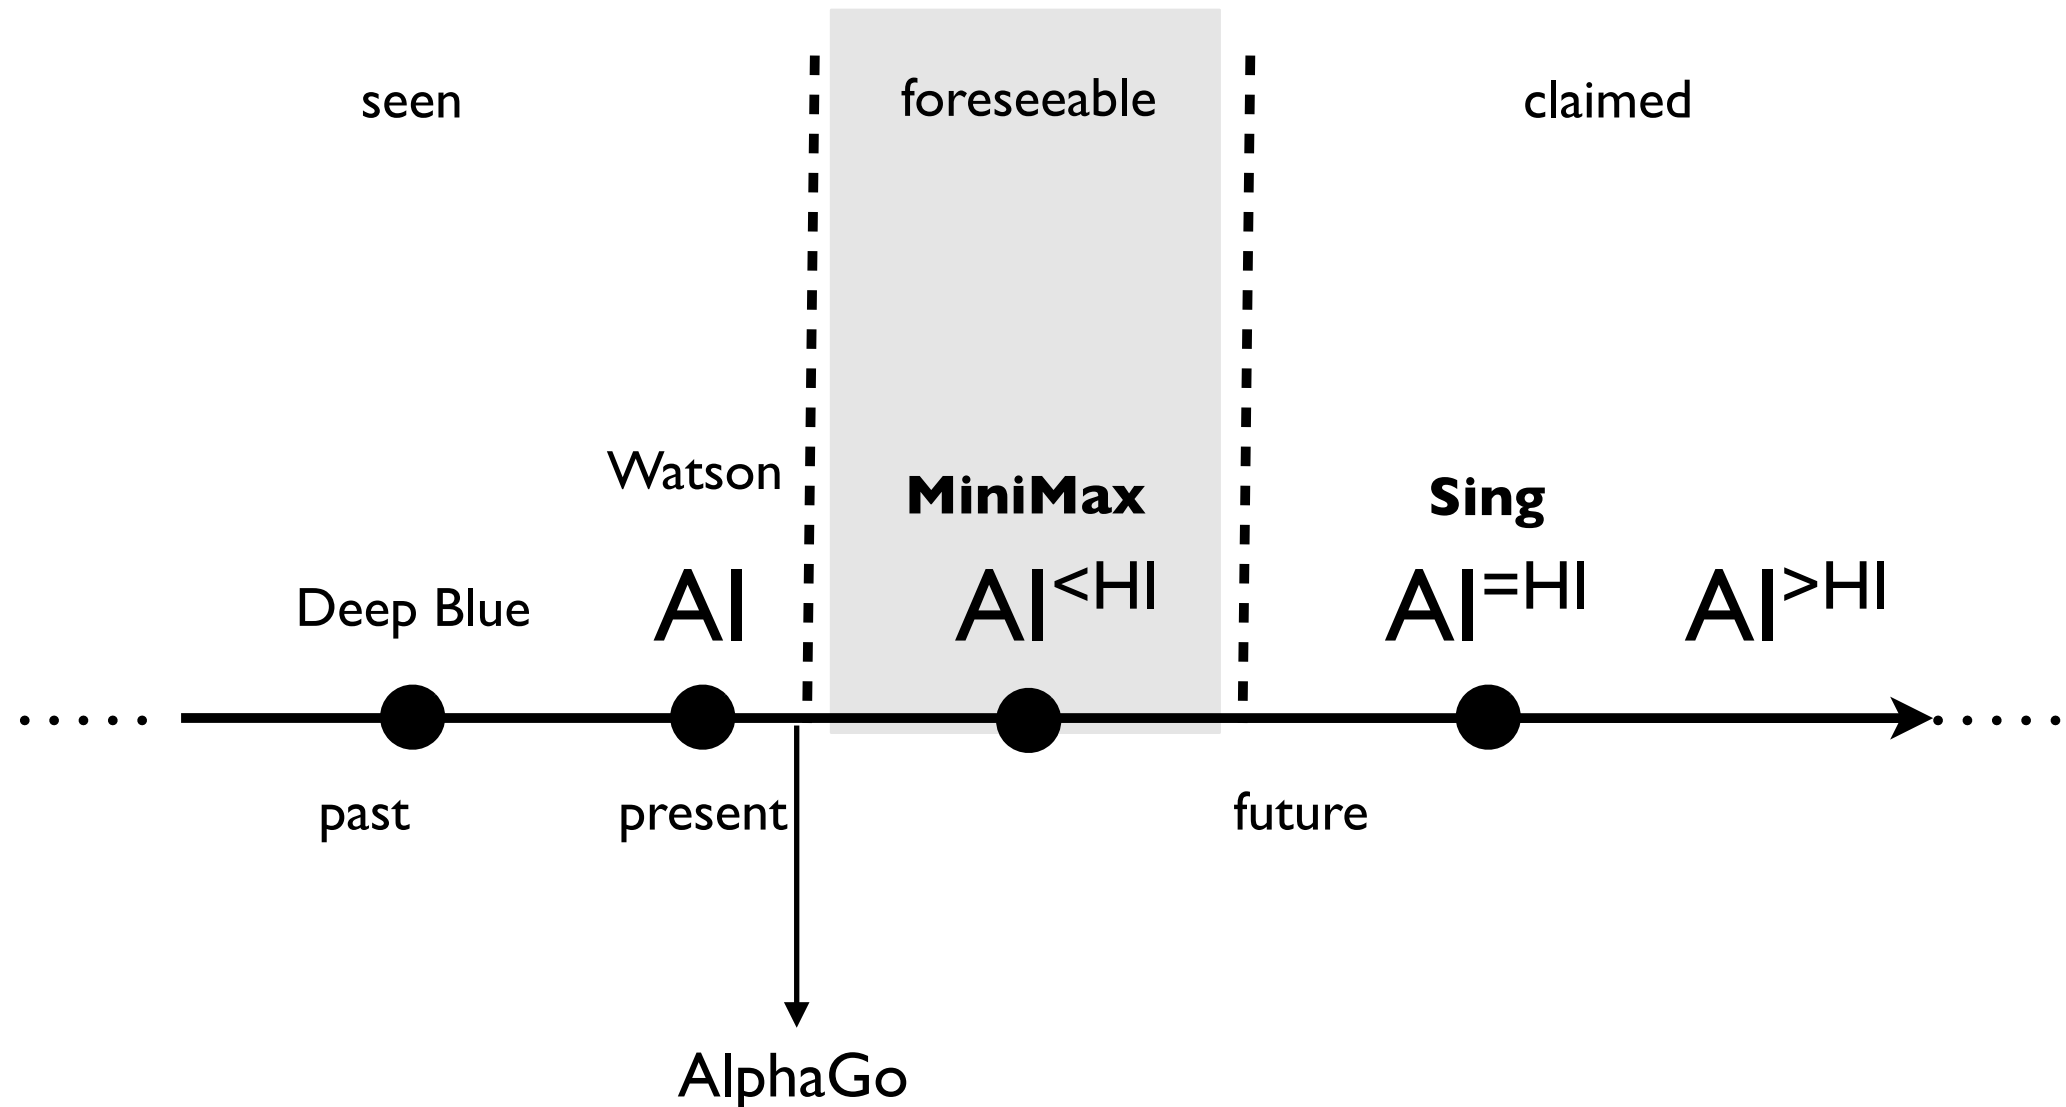 seen
foreseeable
claimed
Watson
MiniMax
Sing
Deep Blue
AI
AI<HI
AI=HI
AI>HI
past
present
future
AlphaGo